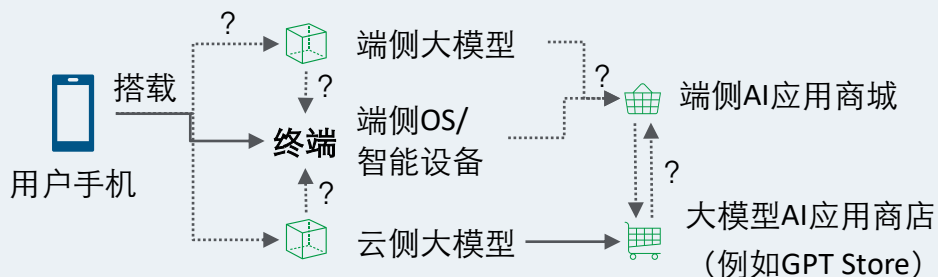 ?
端侧大模型
?
?
搭载
端侧AI应用商城
终端
端侧OS/
智能设备
用户手机
?
?
云侧大模型
大模型AI应用商店
（例如GPT Store）